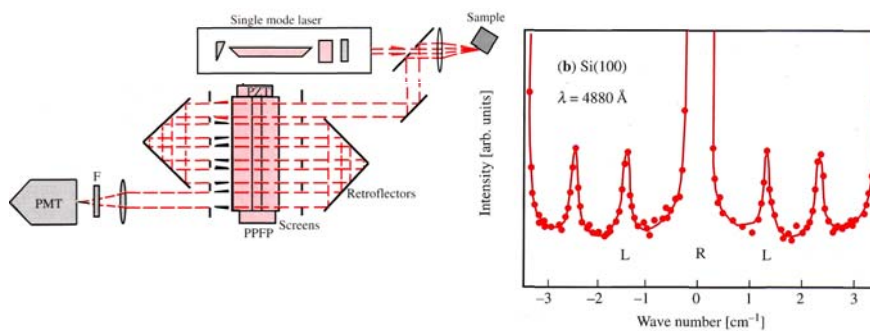 Single mode laser
Sample
PZT
Retroflectors
F
PMT
Screens
PPFP
(b) Si(100)
λ = 4880 Å
Intensity [arb. units]
L R L
−3 −2 −1 0 1 2 3
Wave number [cm⁻¹]